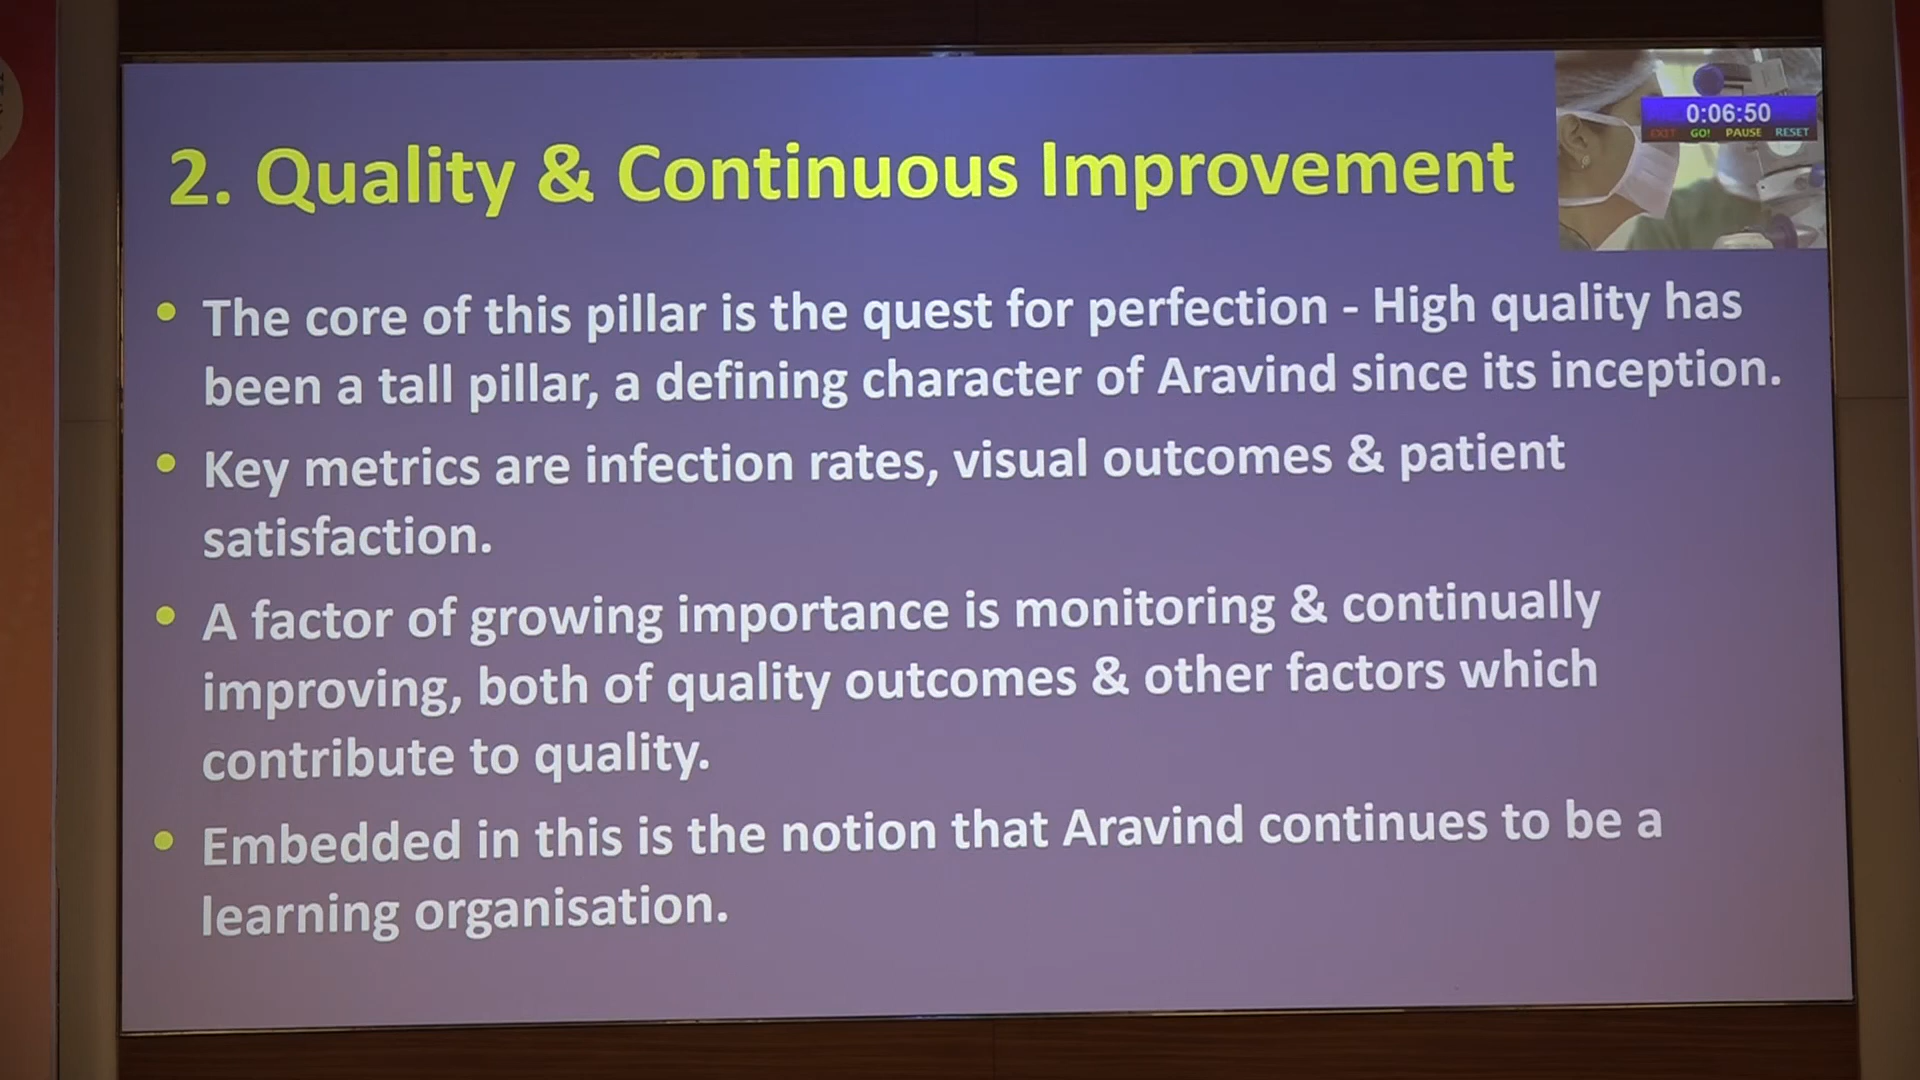 2. Quality & Continuous Improvement
0:06:50
EXIT GO! PAUSE RESET
• The core of this pillar is the quest for perfection - High quality has
been a tall pillar, a defining character of Aravind since its inception.
• Key metrics are infection rates, visual outcomes & patient
satisfaction.
• A factor of growing importance is monitoring & continually
improving, both of quality outcomes & other factors which
contribute to quality.
• Embedded in this is the notion that Aravind continues to be a
learning organisation.